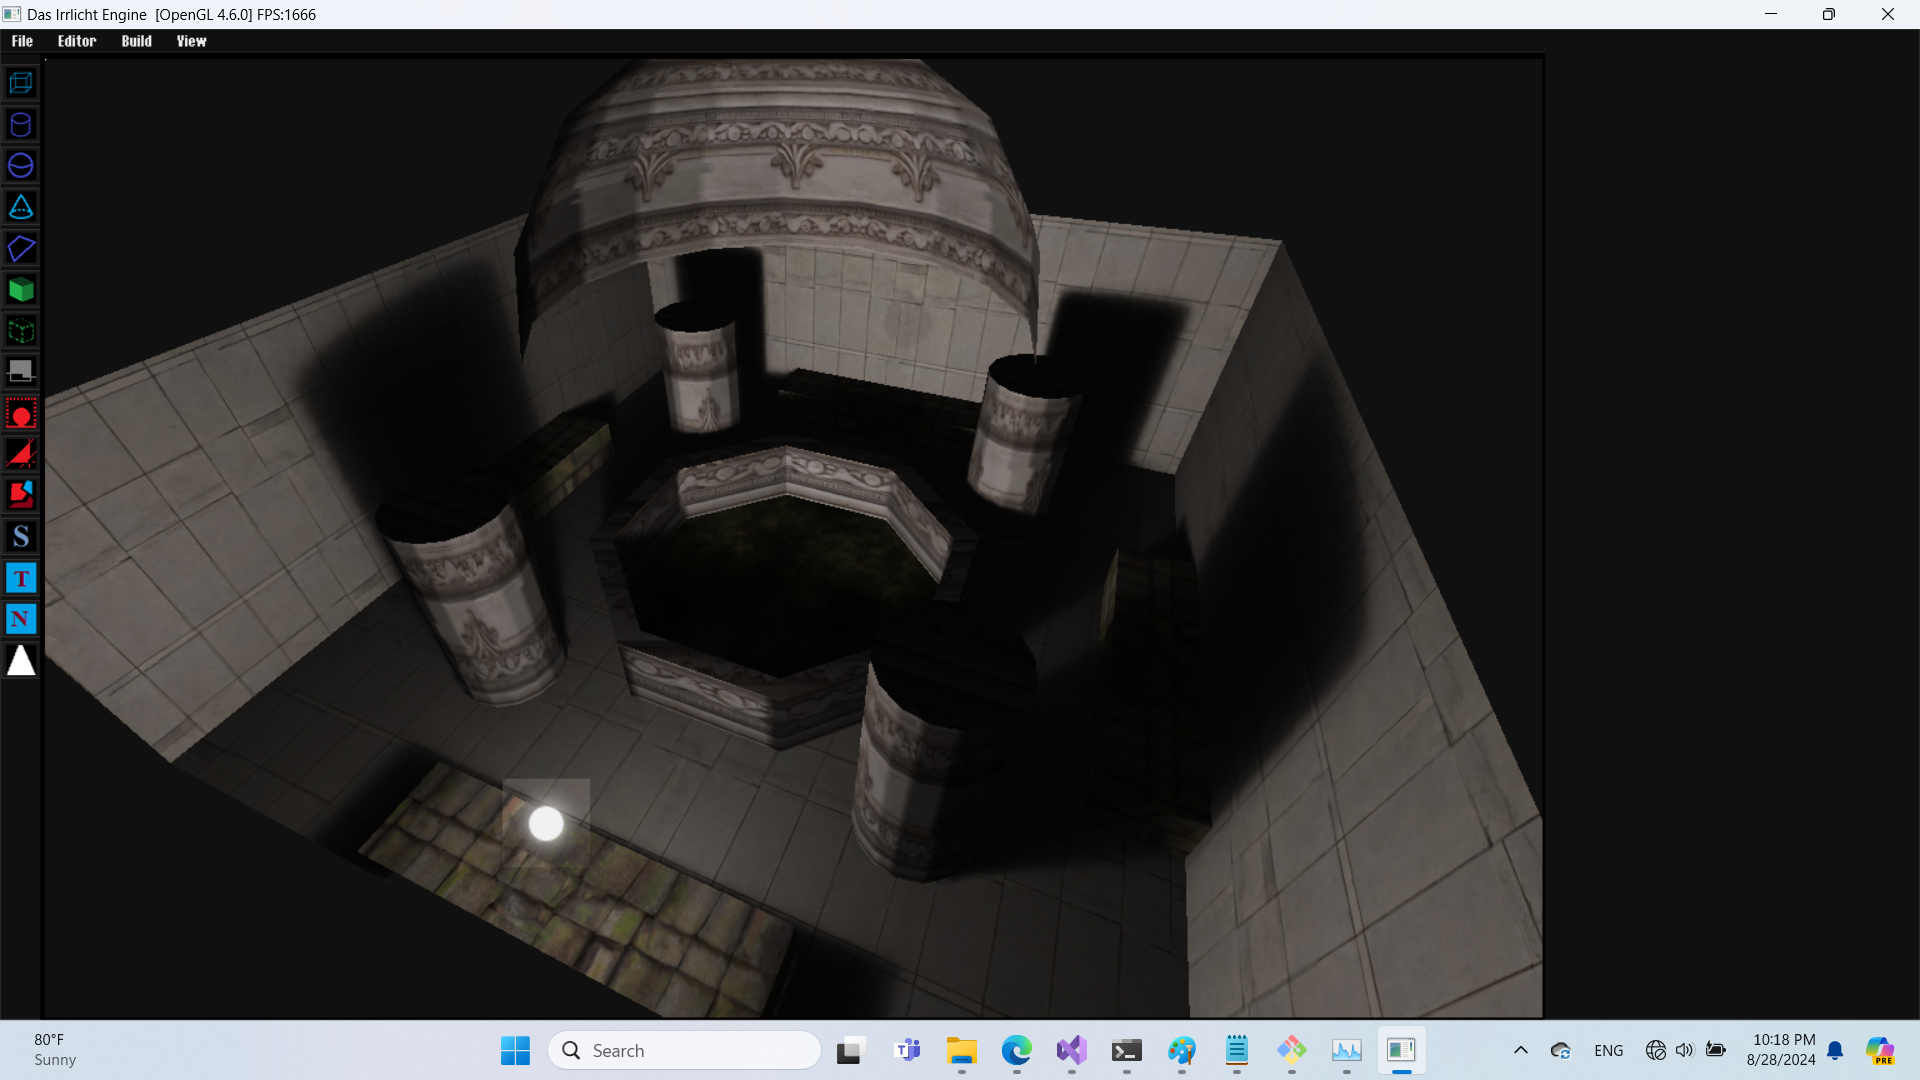 Das Irrlicht Engine [OpenGL 4.6.0] FPS:1666
File Editor Build View
S
T
N
80°F
Sunny
Search
ENG
10:18 PM
8/28/2024
PRE